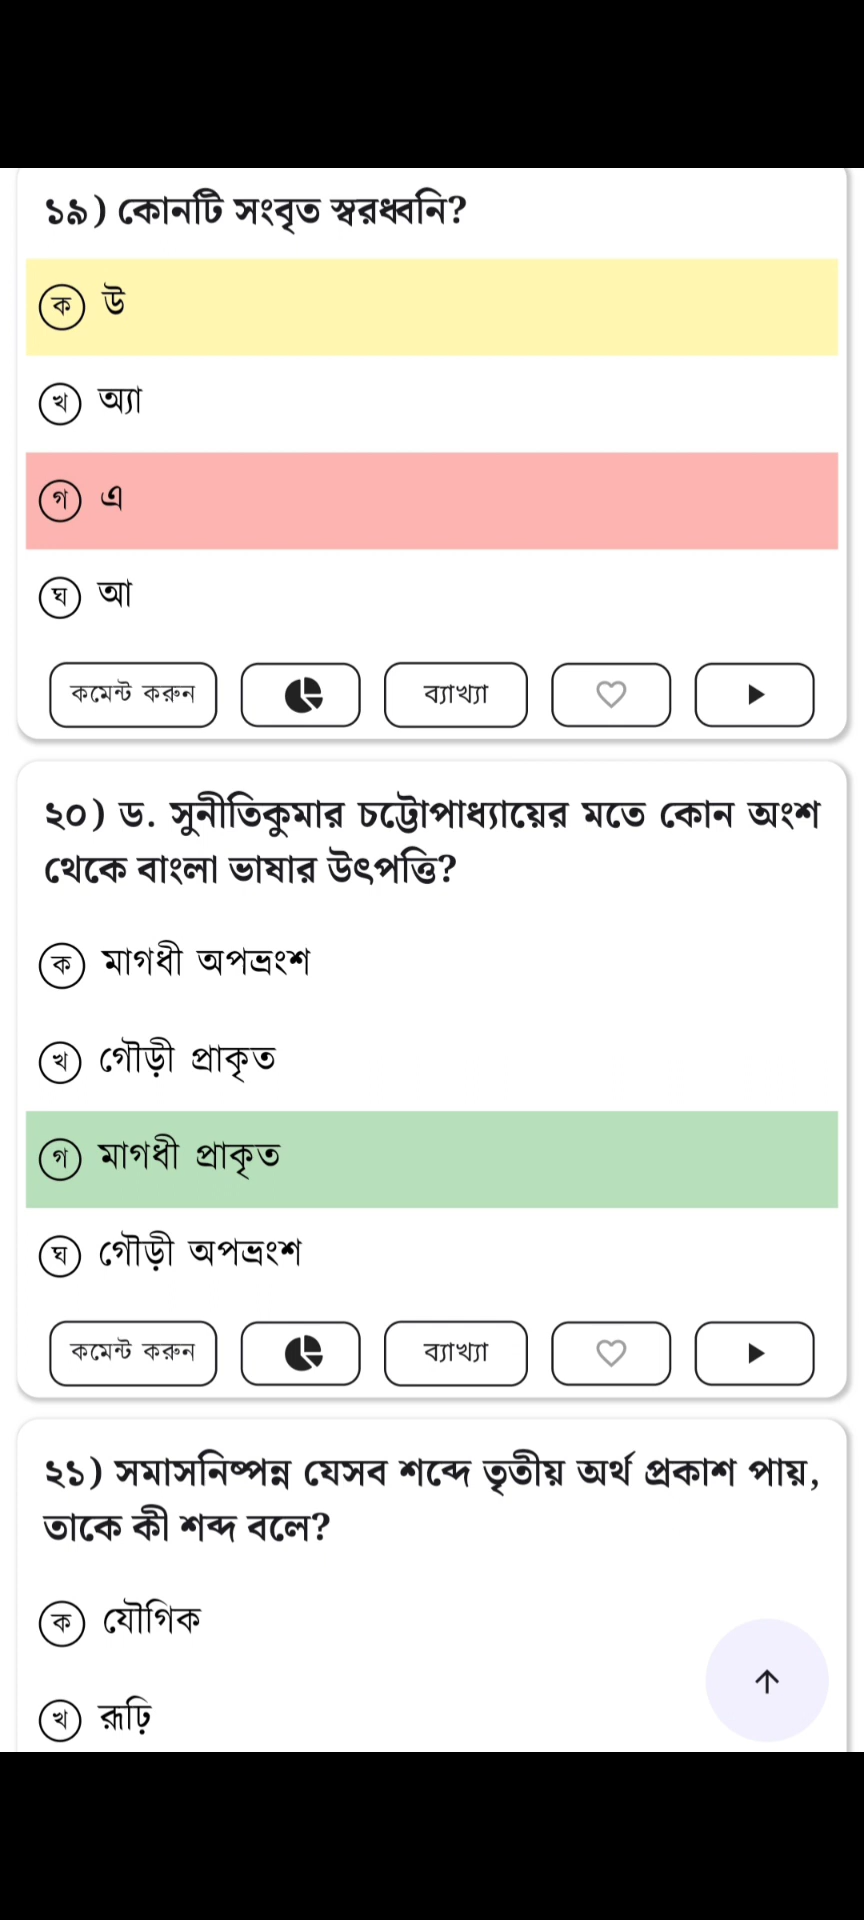 ১৯) কোনটি সংবৃত স্বরধ্বনি?
ক উ
খ অ্যা
গ এ
ঘ আ
কমেন্ট করুন ব্যাখ্যা
২০) ড. সুনীতিকুমার চট্টোপাধ্যায়ের মতে কোন অংশ
থেকে বাংলা ভাষার উৎপত্তি?
ক মাগধী অপভ্রংশ
খ গৌড়ী প্রাকৃত
গ মাগধী প্রাকৃত
ঘ গৌড়ী অপভ্রংশ
কমেন্ট করুন ব্যাখ্যা
২১) সমাসনিষ্পন্ন যেসব শব্দে তৃতীয় অর্থ প্রকাশ পায়,
তাকে কী শব্দ বলে?
ক যৌগিক
খ রূঢ়ি